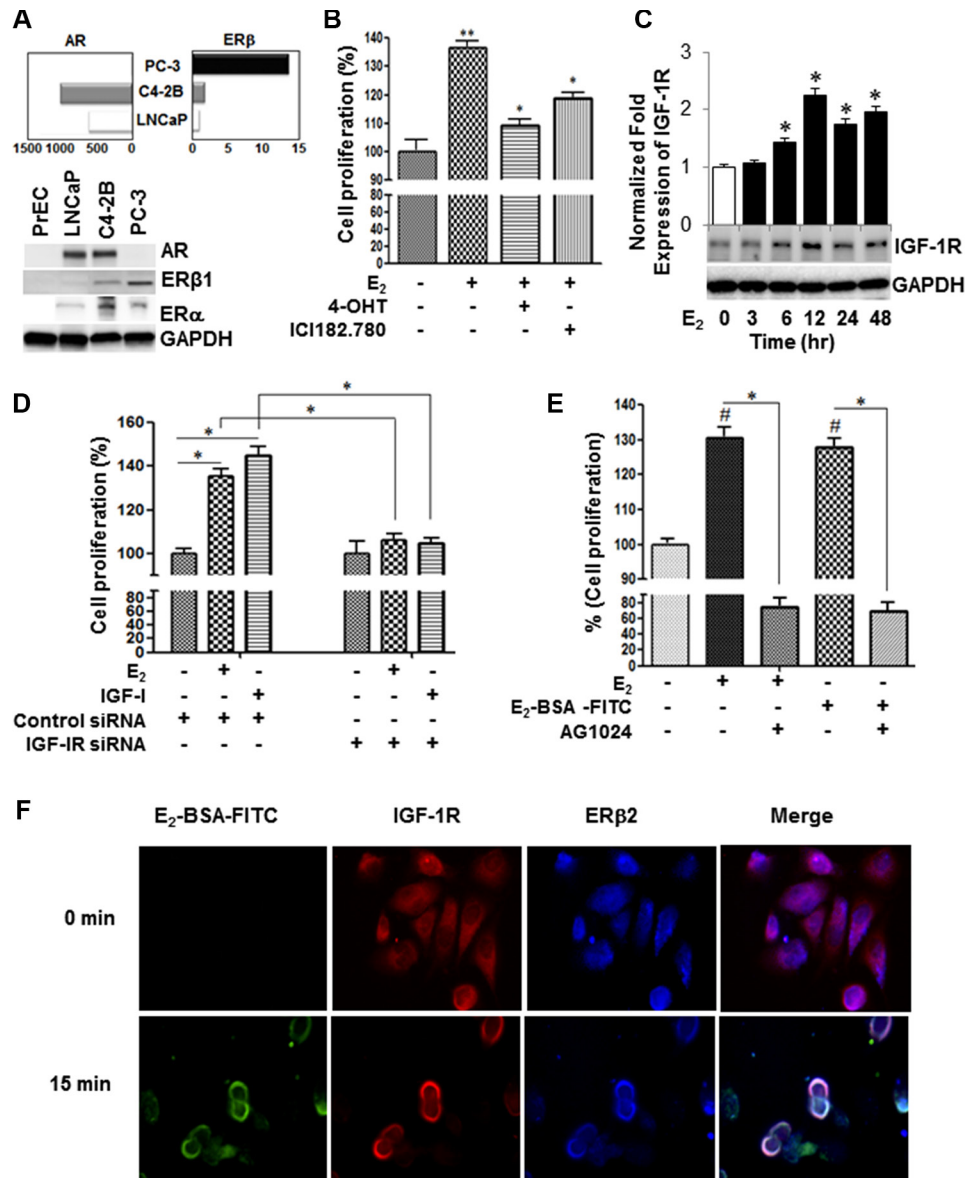 A
AR
ERβ
PC-3
C4-2B
LNCaP
1500 1000 500 0
0 5 10 15
PrEC
LNCaP
C4-2B
PC-3
AR
ERβ1
ERα
GAPDH
B
Cell proliferation (%)
140
130
120
110
100
90
80
60
40
20
0
**
*
*
- + + + E2
- - + - 4-OHT
- - - + ICI182.780
C
Normalized Fold
Expression of IGF-1R
3
2
1
0
* * * *
IGF-1R
GAPDH
E2 0 3 6 12 24 48
Time (hr)
D
Cell proliferation (%)
160
140
120
100
80
60
40
20
0
*
*
*
*
E2 - + - - + -
IGF-I - - + - - +
Control siRNA + + + - - -
IGF-IR siRNA - - - + + +
E
% (Cell proliferation)
140
130
120
110
100
90
80
60
40
20
0
# * # *
E2 - + + - -
E2-BSA -FITC - - - + +
AG1024 - - + - +
F
E2-BSA-FITC IGF-1R ERβ2 Merge
0 min
15 min